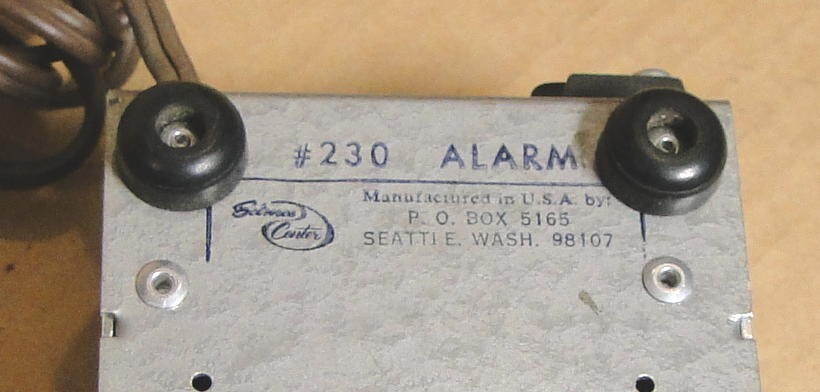 #230 ALARM
Science
Center
Manufactured in U.S.A. by:
P. O. BOX 5165
SEATTLE, WASH. 98107